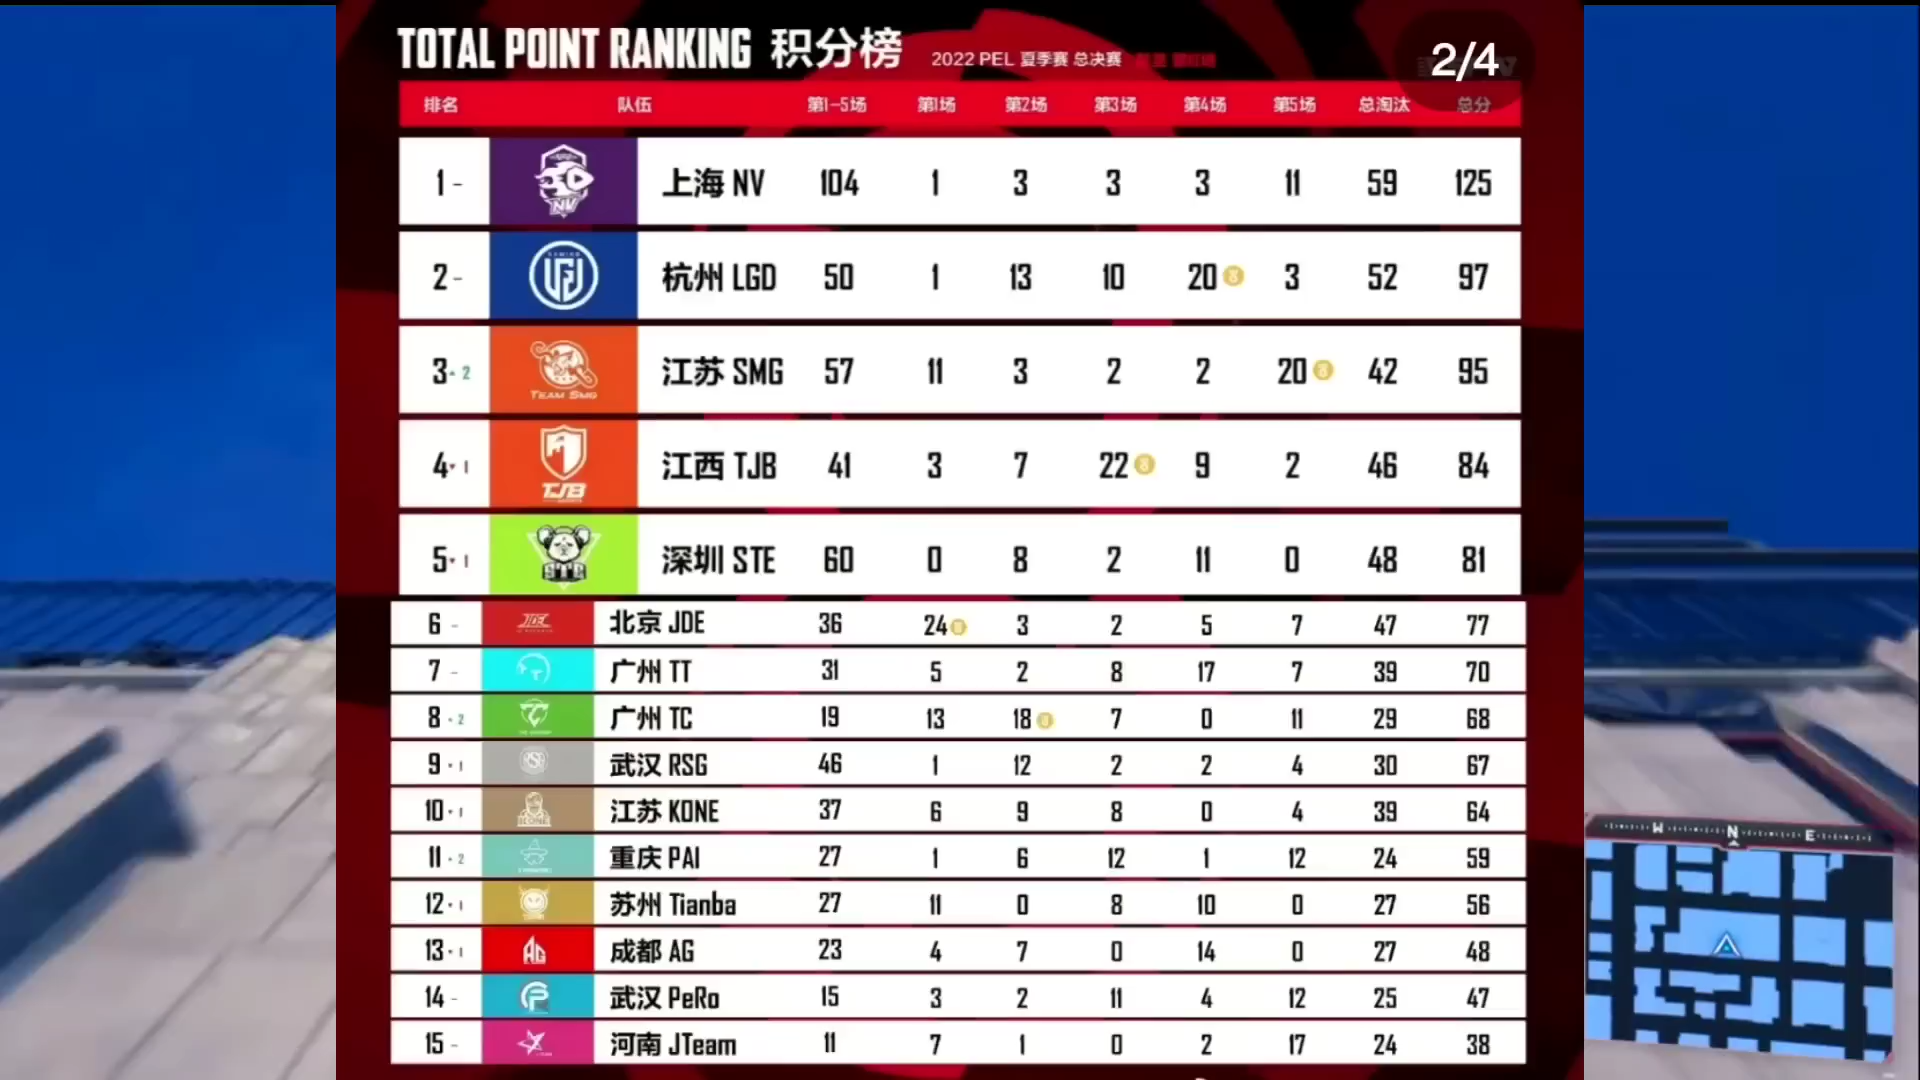 TOTAL POINT RANKING 积分榜 2022 PEL 夏季赛 总决赛
2/4
排名 队伍 第1-5场 第1场 第2场 第3场 第4场 第5场 总淘汰 总分
1 - NV 上海 NV 104 1 3 3 3 11 59 125
2 - 杭州 LGD 50 1 13 10 20 3 52 97
3 2 TEAM SMG 江苏 SMG 57 11 3 2 2 20 42 95
4 1 TJB 江西 TJB 41 3 7 22 9 2 46 84
5 1 STE 深圳 STE 60 0 8 2 11 0 48 81
6 - JDE 北京 JDE 36 24 3 2 5 7 47 77
7 - 广州 TT 31 5 2 8 17 7 39 70
8 2 TC 广州 TC 19 13 18 7 0 11 29 68
9 1 RSG 武汉 RSG 46 1 12 2 2 4 30 67
10 1 KONE 江苏 KONE 37 6 9 8 0 4 39 64
11 2 重庆 PAI 27 1 6 12 1 12 24 59
12 1 苏州 Tianba 27 11 0 8 10 0 27 56
13 1 AG 成都 AG 23 4 7 0 14 0 27 48
14 - 武汉 PeRo 15 3 2 11 4 12 25 47
15 - 河南 JTeam 11 7 1 0 2 17 24 38
W N E